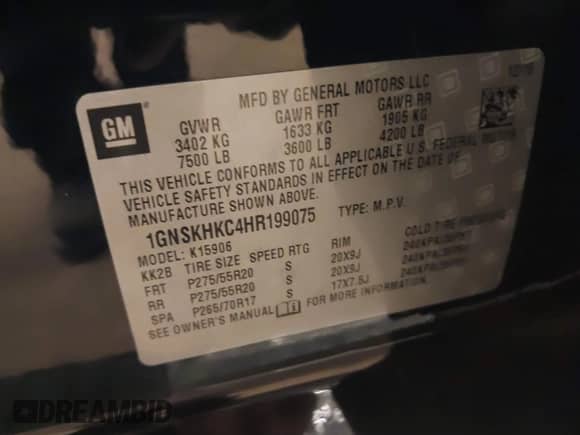 GM
MFD BY GENERAL MOTORS LLC
GVWR GAWR FRT GAWR RR
3402 KG 1633 KG 1905 KG
7500 LB 3600 LB 4200 LB
THIS VEHICLE CONFORMS TO ALL APPLICABLE U.S. FEDERAL MOTOR
VEHICLE SAFETY STANDARDS IN EFFECT ON THE DATE OF
MANUFACTURE SHOWN ABOVE.
1GNSKHKC4HR199075 TYPE: M.P.V.
MODEL: K15906
KK2B TIRE SIZE SPEED RTG RIM COLD TIRE
FRT P275/55R20 S 20X9J
RR P275/55R20 S 20X9J
SPA P265/70R17 S 17X7.5J
SEE OWNER'S MANUAL FOR MORE INFORMATION.
DREAMBID